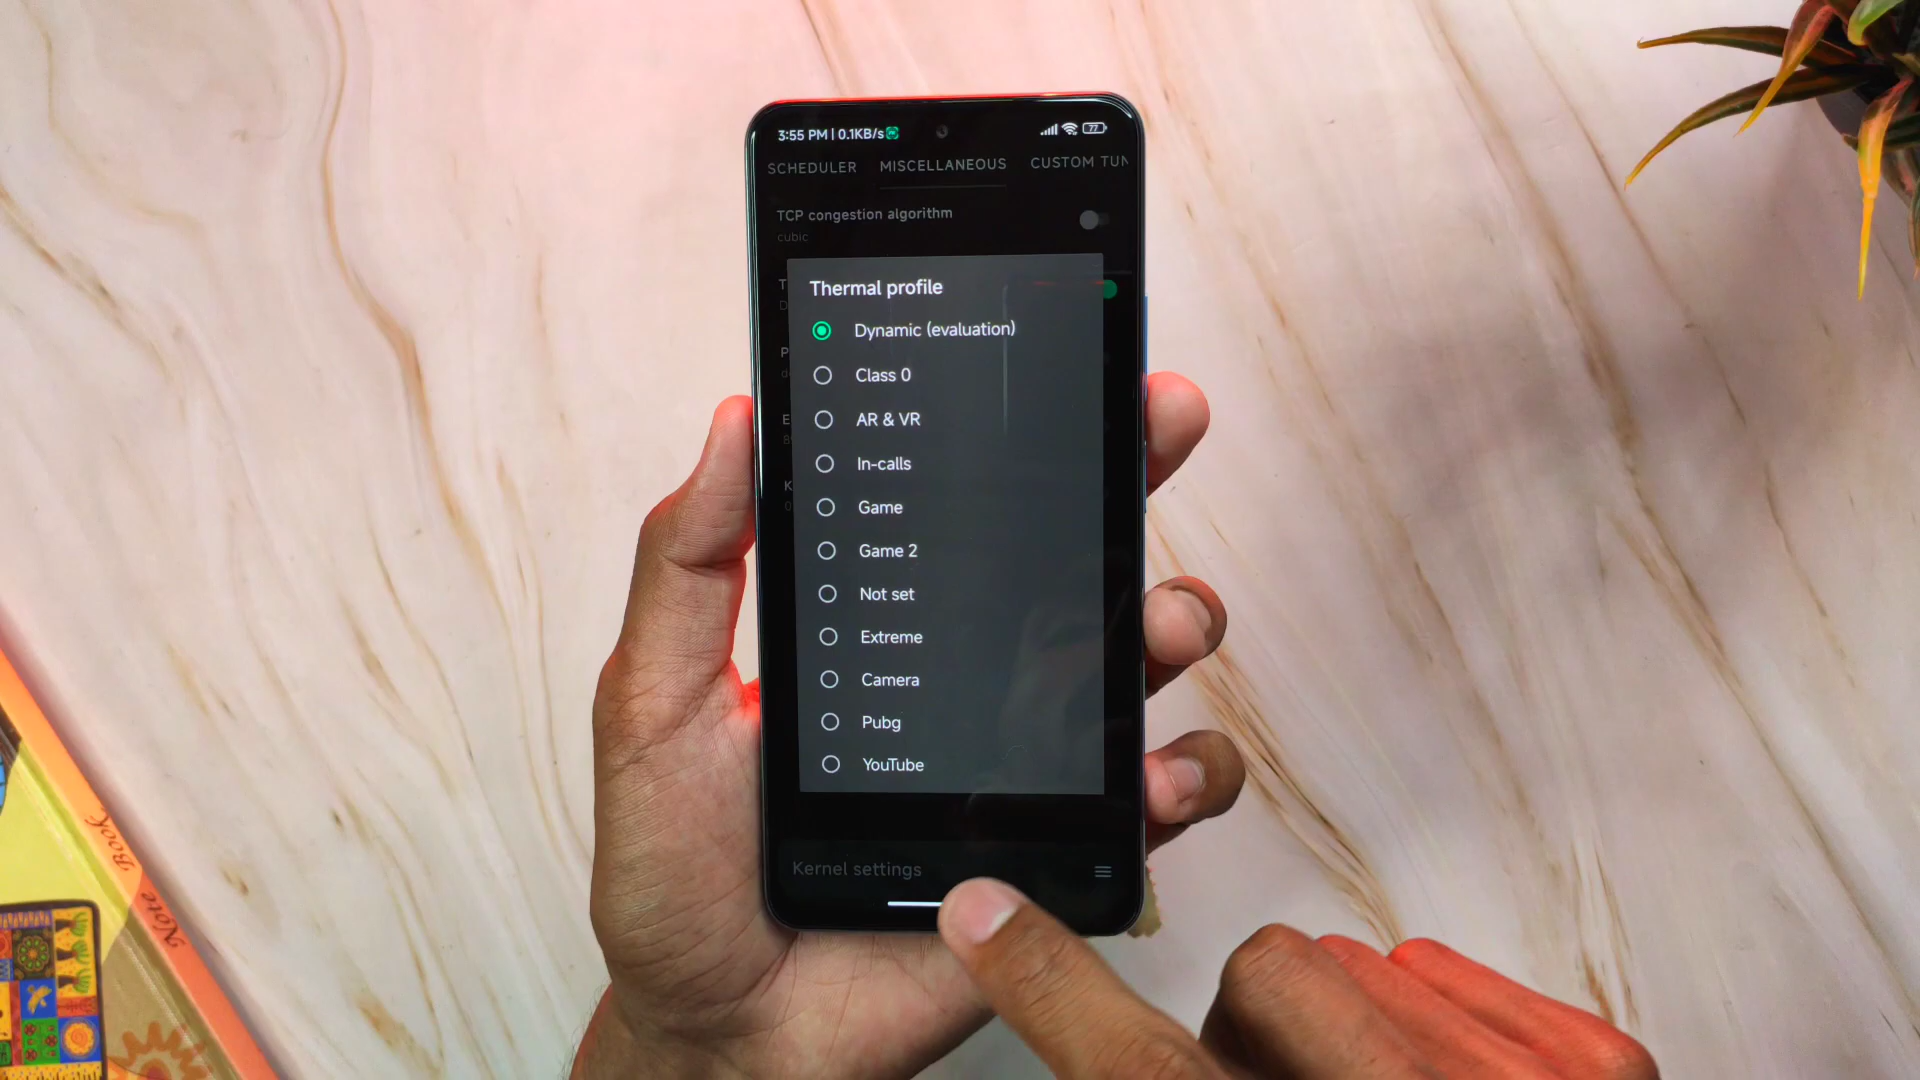 3:55 PM | 0.1KB/s
77
SCHEDULER MISCELLANEOUS CUSTOM TUN
TCP congestion algorithm
cubic
Thermal profile
Dynamic (evaluation)
Class 0
AR & VR
In-calls
Game
Game 2
Not set
Extreme
Camera
Pubg
YouTube
Kernel settings
Note Book